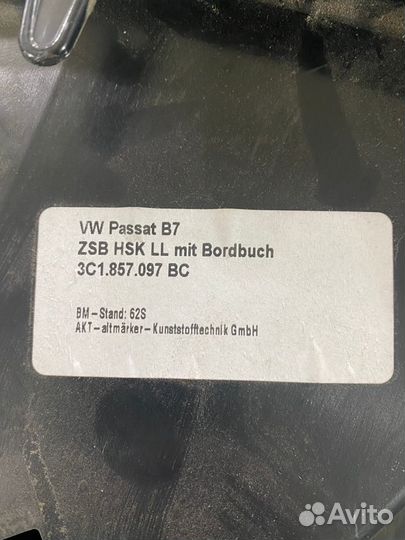 VW Passat B7
ZSB HSK LL mit Bordbuch
3C1.857.097 BC
BM-Stand: 62S
AKT-altmärker-Kunststofftechnik GmbH
Avito